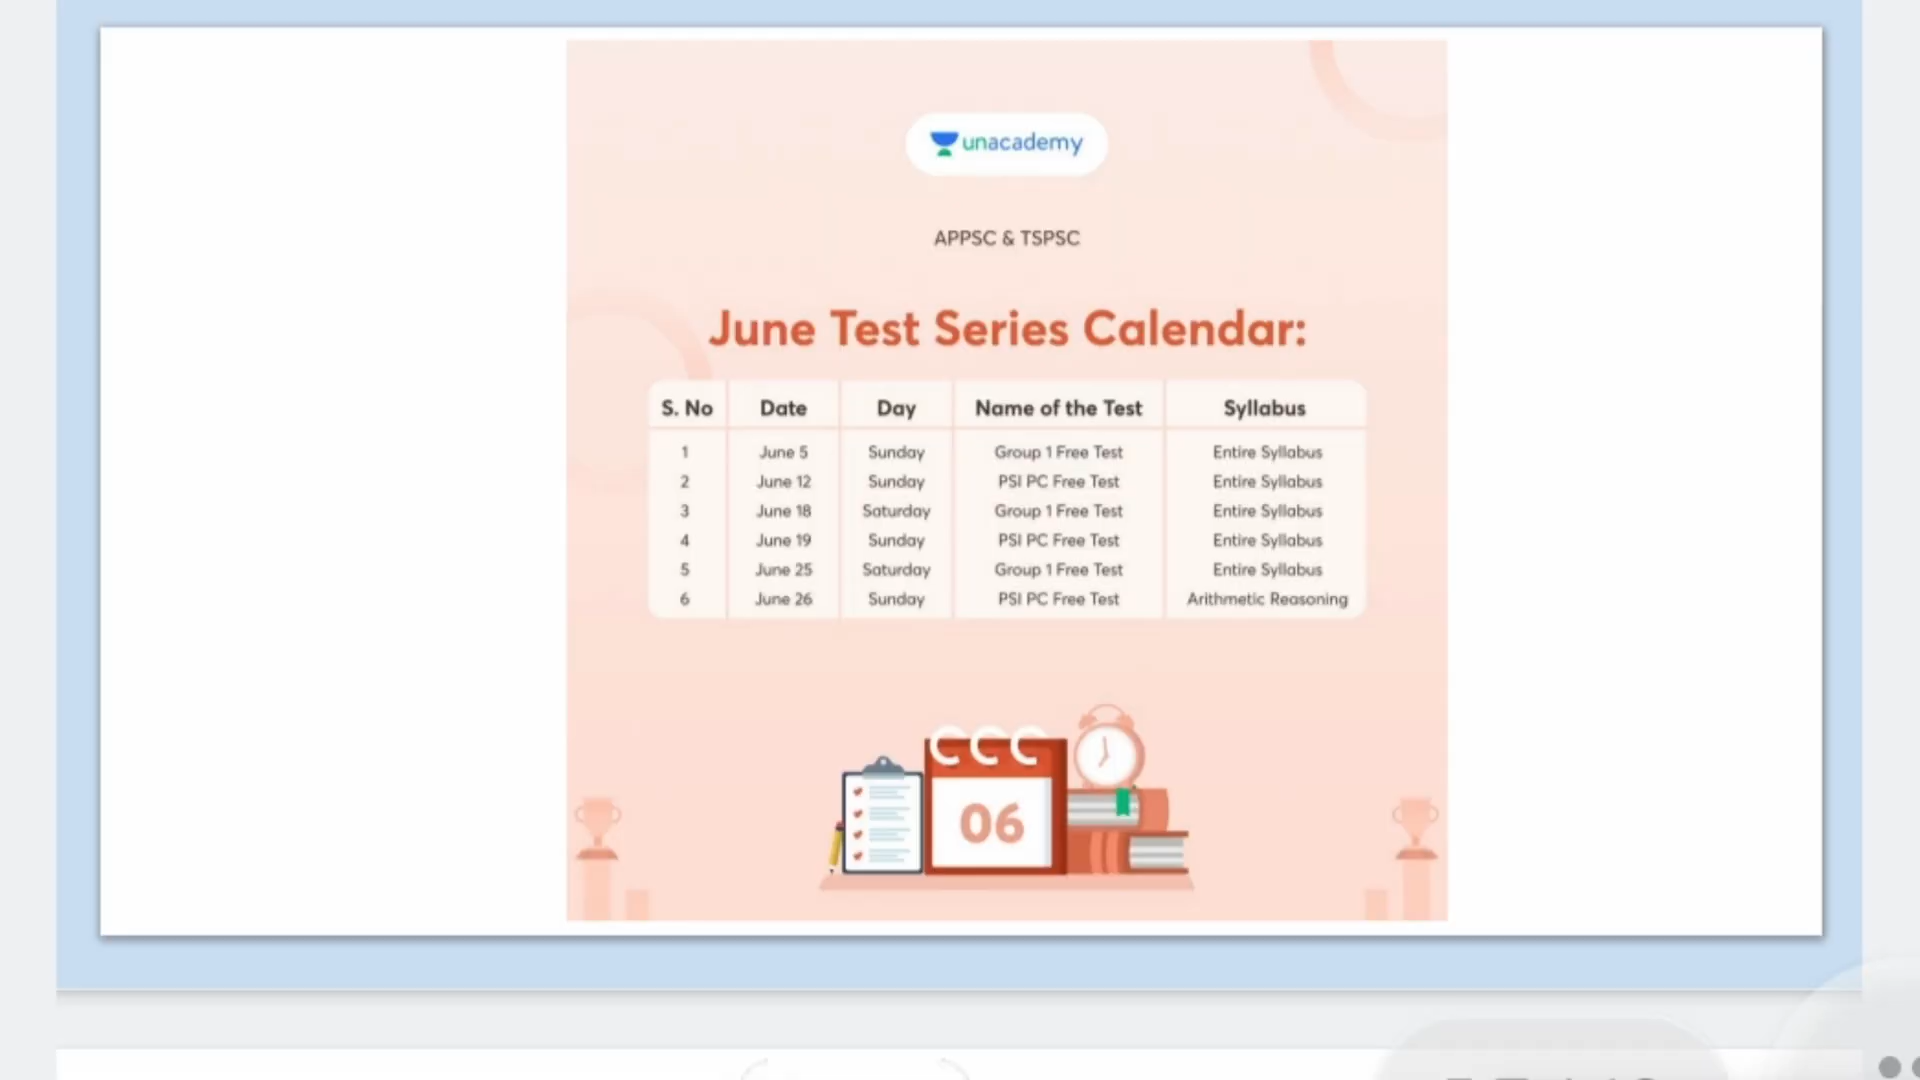 unacademy
APPSC & TSPSC
June Test Series Calendar:
S. No Date Day Name of the Test Syllabus
1 June 5 Sunday Group 1 Free Test Entire Syllabus
2 June 12 Sunday PSI PC Free Test Entire Syllabus
3 June 18 Saturday Group 1 Free Test Entire Syllabus
4 June 19 Sunday PSI PC Free Test Entire Syllabus
5 June 25 Saturday Group 1 Free Test Entire Syllabus
6 June 26 Sunday PSI PC Free Test Arithmetic Reasoning
06